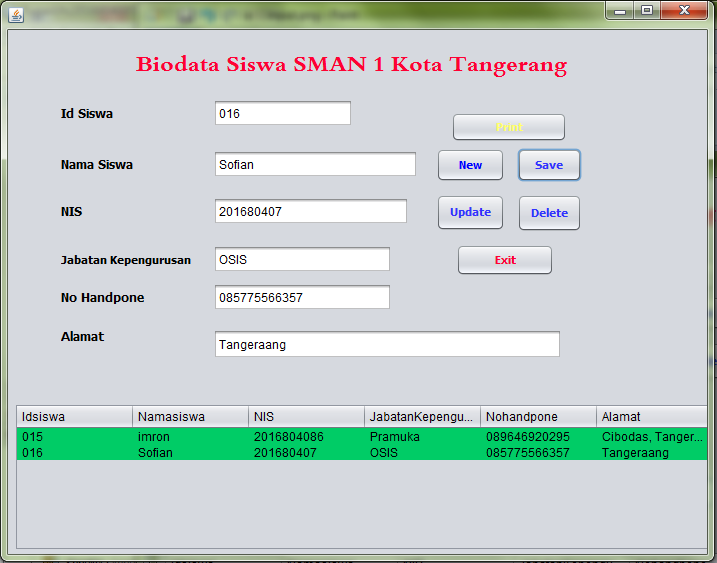 Biodata Siswa SMAN 1 Kota Tangerang
Id Siswa 016
Print
Nama Siswa Sofian New Save
NIS 201680407 Update Delete
Jabatan Kepengurusan OSIS Exit
No Handpone 085775566357
Alamat Tangeraang
Idsiswa Namasiswa NIS JabatanKepengu... Nohandpone Alamat
015 imron 2016804086 Pramuka 089646920295 Cibodas, Tanger...
016 Sofian 201680407 OSIS 085775566357 Tangeraang